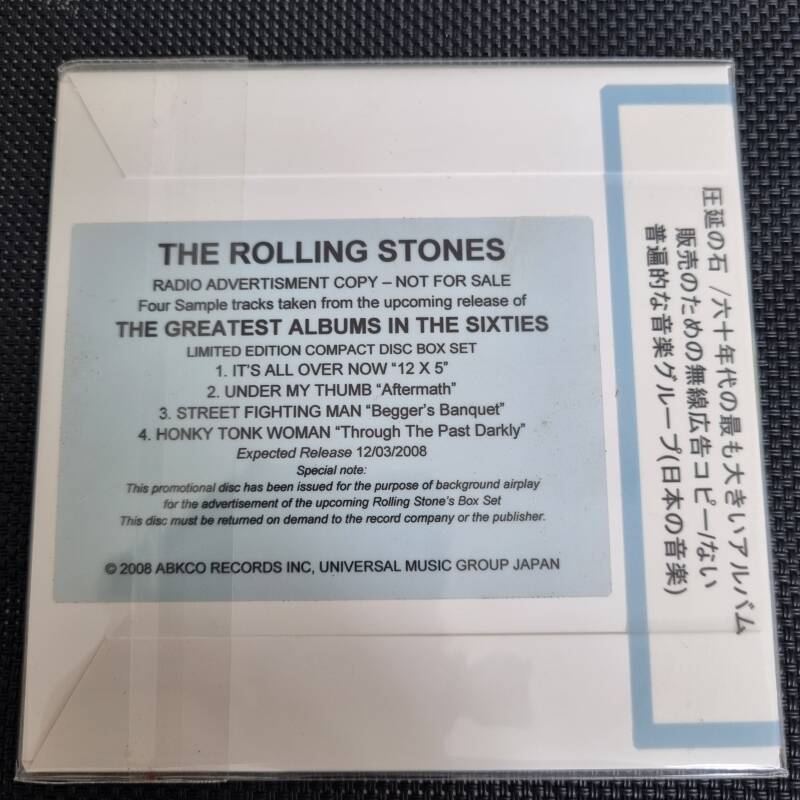 THE ROLLING STONES
RADIO ADVERTISMENT COPY – NOT FOR SALE
Four Sample tracks taken from the upcoming release of
THE GREATEST ALBUMS IN THE SIXTIES
LIMITED EDITION COMPACT DISC BOX SET
1. IT'S ALL OVER NOW "12 X 5"
2. UNDER MY THUMB "Aftermath"
3. STREET FIGHTING MAN "Begger's Banquet"
4. HONKY TONK WOMAN "Through The Past Darkly"
Expected Release 12/03/2008
Special note:
This promotional disc has been issued for the purpose of background airplay
for the advertisement of the upcoming Rolling Stone's Box Set
This disc must be returned on demand to the record company or the publisher.
© 2008 ABKCO RECORDS INC, UNIVERSAL MUSIC GROUP JAPAN
圧延の石 /六十年代の最も大きいアルバム
販売のための無線広告コピー/ない
普遍的な音楽グループ(日本の音楽)